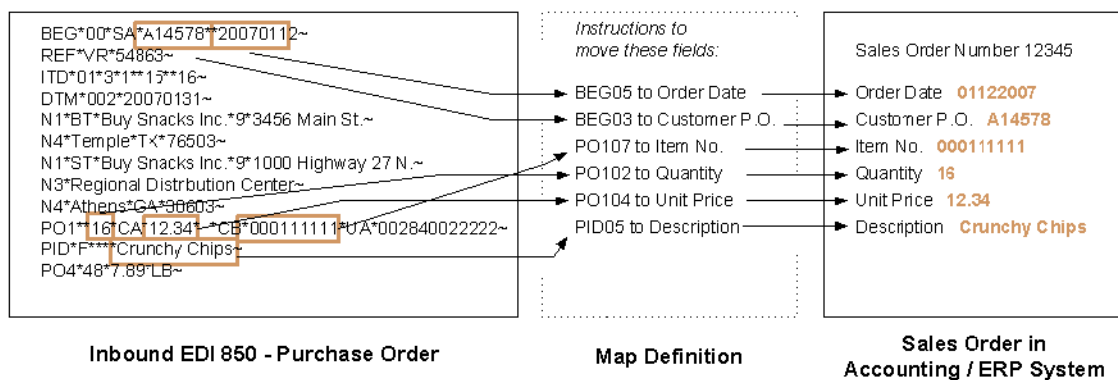 BEG*00*SA*A14578**20070112~
REF*VR*54863~
ITD*01*3*1**15**16~
DTM*002*20070131~
N1*BT*Buy Snacks Inc.*9*3456 Main St.~
N4*Temple*TX*76503~
N1*ST*Buy Snacks Inc.*9*1000 Highway 27 N.~
N3*Regional Distrbution Center~
N4*Athens*GA*30603~
PO1**16*CA*12.34*-*CB*000111111*UA*002840022222~
PID*F****Crunchy Chips~
PO4*48*7.89*LB~
Inbound EDI 850 - Purchase Order
Instructions to
move these fields:
BEG05 to Order Date
BEG03 to Customer P.O.
PO107 to Item No.
PO102 to Quantity
PO104 to Unit Price
PID05 to Description
Map Definition
Sales Order Number 12345
Order Date 01122007
Customer P.O. A14578
Item No. 000111111
Quantity 16
Unit Price 12.34
Description Crunchy Chips
Sales Order in
Accounting / ERP System